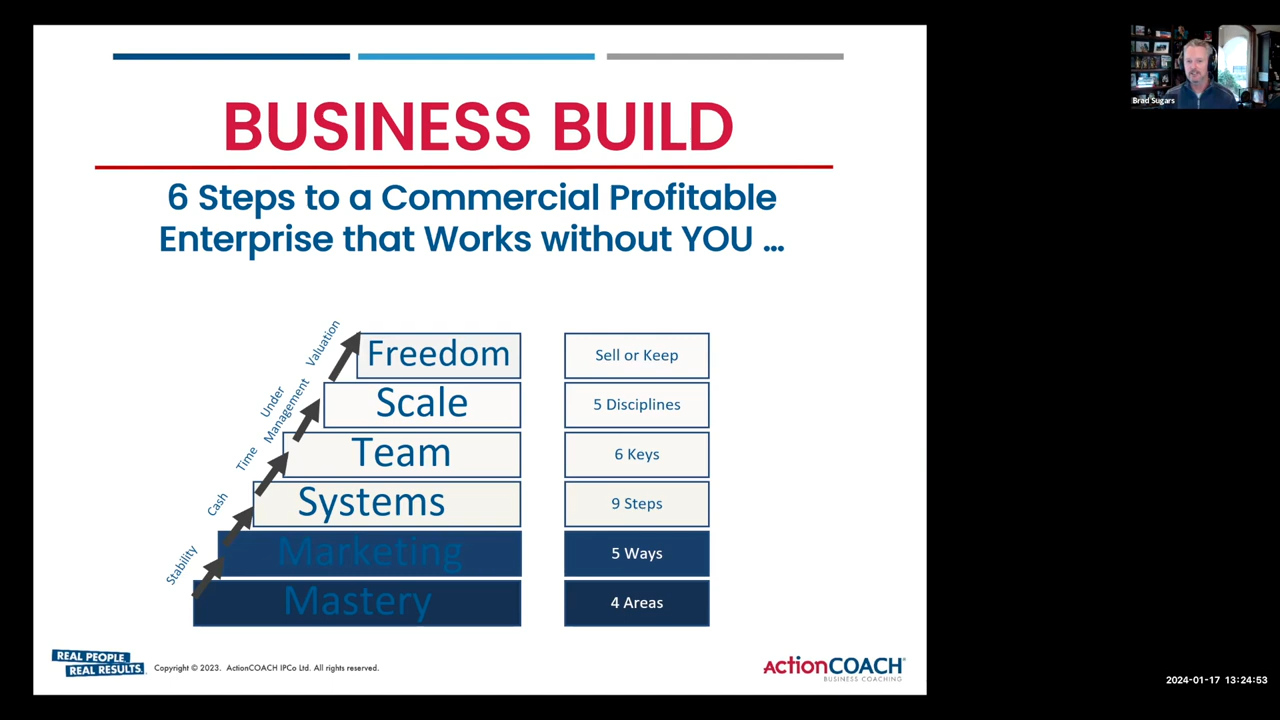 BUSINESS BUILD
6 Steps to a Commercial Profitable
Enterprise that Works without YOU ...
Freedom
Sell or Keep
Scale
5 Disciplines
Team
6 Keys
Systems
9 Steps
Marketing
5 Ways
Mastery
4 Areas
Valuation
Under
Management
Time
Cash
Stability
REAL PEOPLE.
REAL RESULTS.
Copyright © 2023. ActionCOACH IPCo Ltd. All rights reserved.
actionCOACH®
BUSINESS COACHING
Brad Sugars
2024-01-17 13:24:53